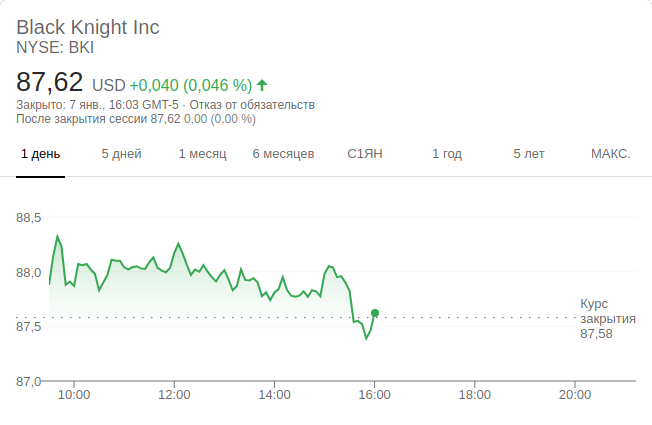 Black Knight Inc
NYSE: BKI
87,62 USD +0,040 (0,046 %)
Закрыто: 7 янв., 16:03 GMT-5 · Отказ от обязательств
После закрытия сессии 87,62 0,00 (0,00 %)
1 день 5 дней 1 месяц 6 месяцев С1ЯН 1 год 5 лет МАКС.
88,5
88,0
Курс
закрытия
87,58
87,5
87,0
10:00 12:00 14:00 16:00 18:00 20:00